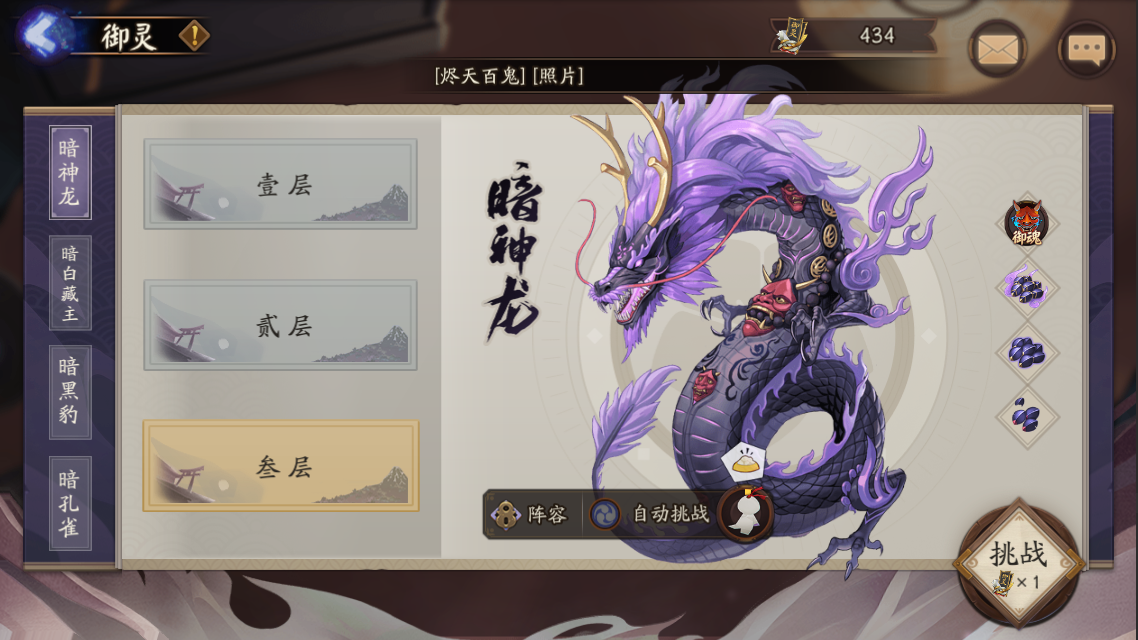 御灵
434
[烬天百鬼] [照片]
暗神龙
暗白藏主
暗黑豹
暗孔雀
壹层
贰层
叁层
暗神龙
御魂
阵容
自动挑战
挑战
×1